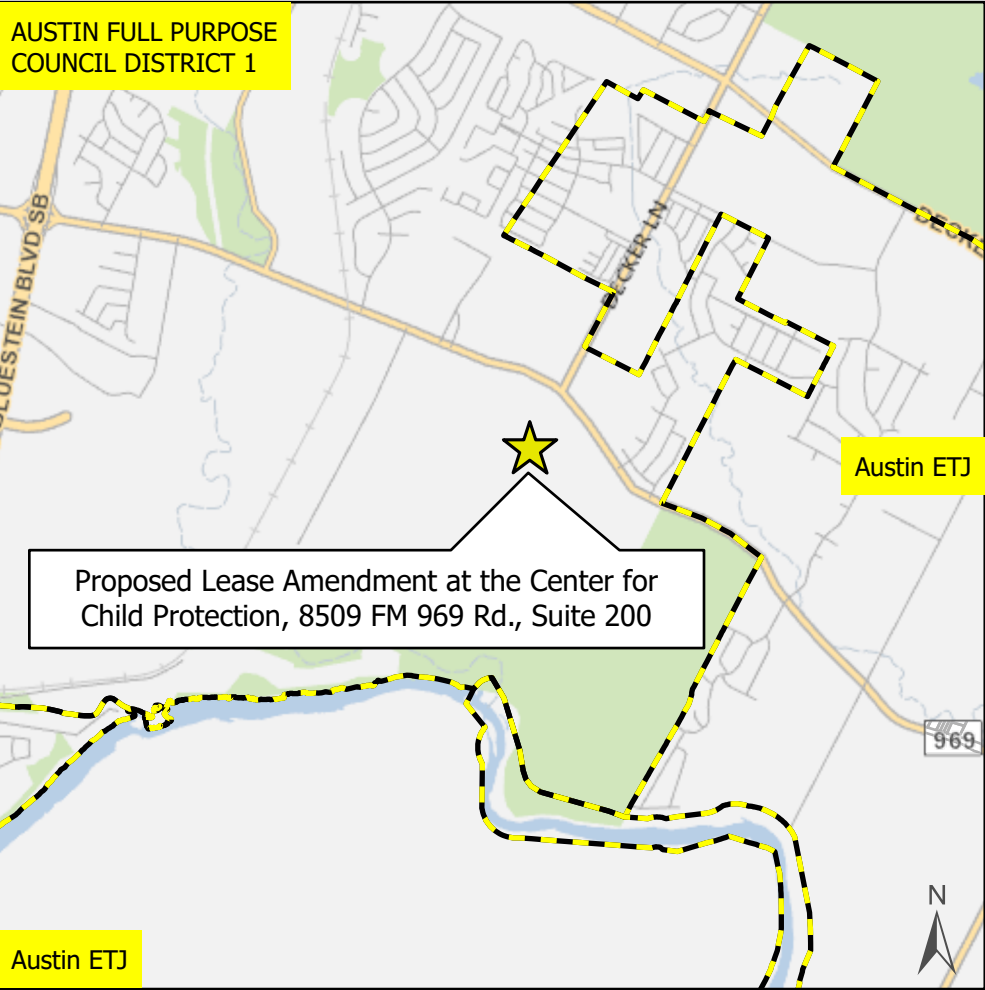 AUSTIN FULL PURPOSE
COUNCIL DISTRICT 1
LUESTEIN BLVD SB
DECKER LN
DECKE
Austin ETJ
Proposed Lease Amendment at the Center for
Child Protection, 8509 FM 969 Rd., Suite 200
969
N
Austin ETJ